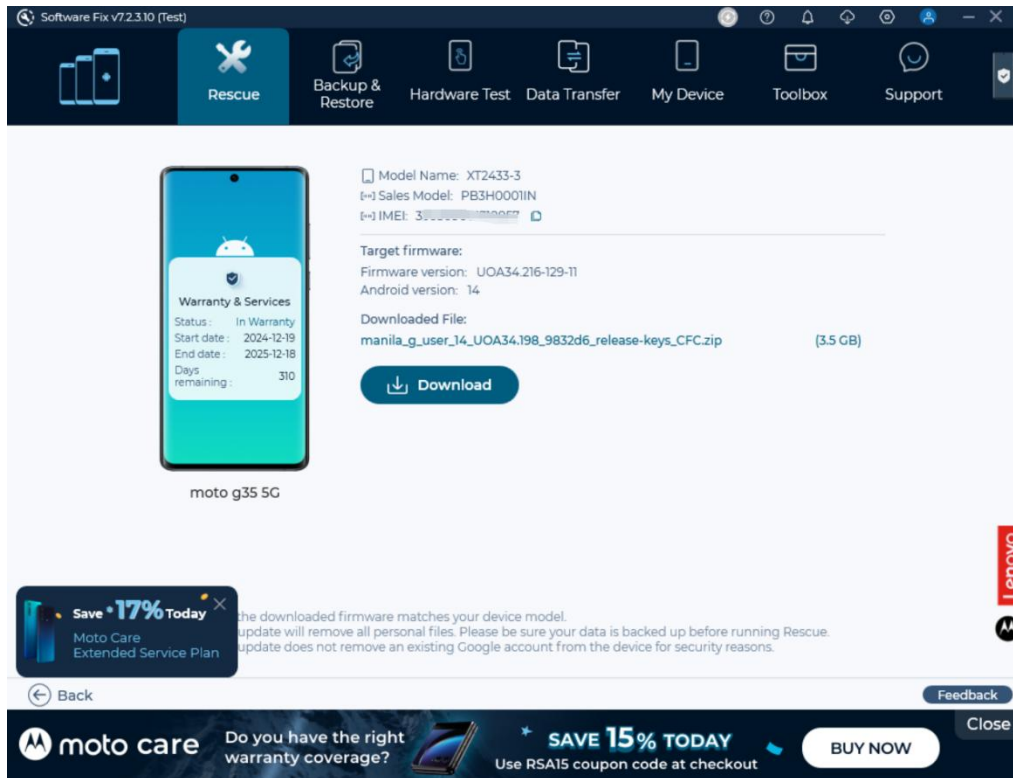 Software Fix v7.2.3.10 (Test)
Rescue
Backup &
Restore
Hardware Test
Data Transfer
My Device
Toolbox
Support
Model Name: XT2433-3
Sales Model: PB3H0001IN
IMEI:
Target firmware:
Firmware version: UOA34.216-129-11
Android version: 14
Downloaded File:
manila_g_user_14_UOA34.198_9832d6_release-keys_CFC.zip (3.5 GB)
Download
Warranty & Services
Status : In Warranty
Start date : 2024-12-19
End date : 2025-12-18
Days
remaining : 310
moto g35 5G
Lenovo
Save 17% Today
Moto Care
Extended Service Plan
the downloaded firmware matches your device model.
update will remove all personal files. Please be sure your data is backed up before running Rescue.
update does not remove an existing Google account from the device for security reasons.
Back
Feedback
moto care
Do you have the right
warranty coverage?
SAVE 15% TODAY
Use RSA15 coupon code at checkout
BUY NOW
Close